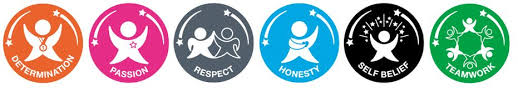 DETERMINATION
PASSION
RESPECT
HONESTY
SELF BELIEF
TEAMWORK